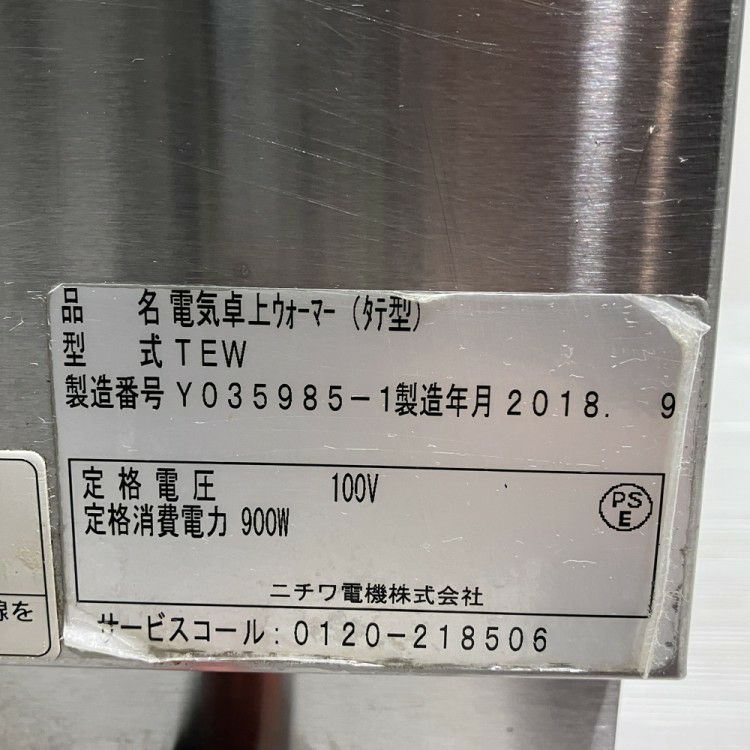 品 名 電気卓上ｳｫｰﾏｰ (ﾀﾃ型)
型 式 ＴＥＷ
製造番号 Ｙ０３５９８５－１製造年月 ２０１８． ９
定格電圧 100V
定格消費電力 900W
PS
E
ニチワ電機株式会社
サービスコール：０１２０－２１８５０６
線を